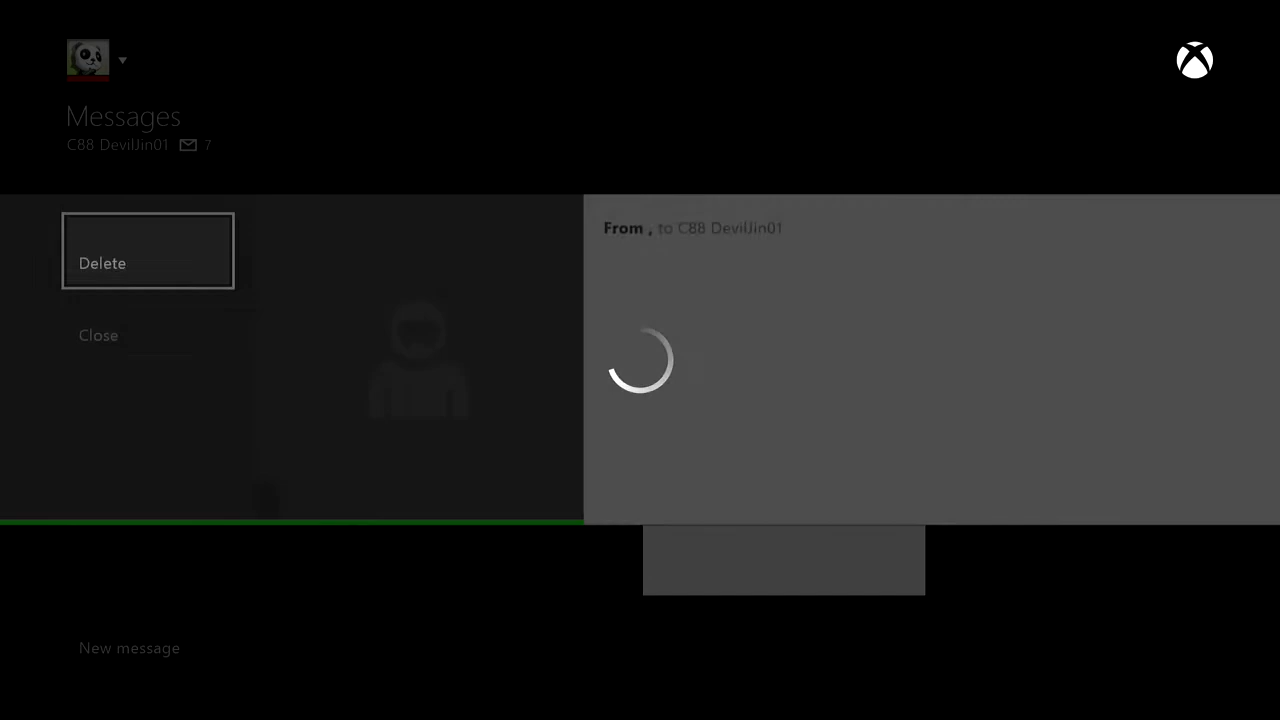 Messages
C88 DevilJin01 7
Delete
From , to C88 DevilJin01
Close
New message